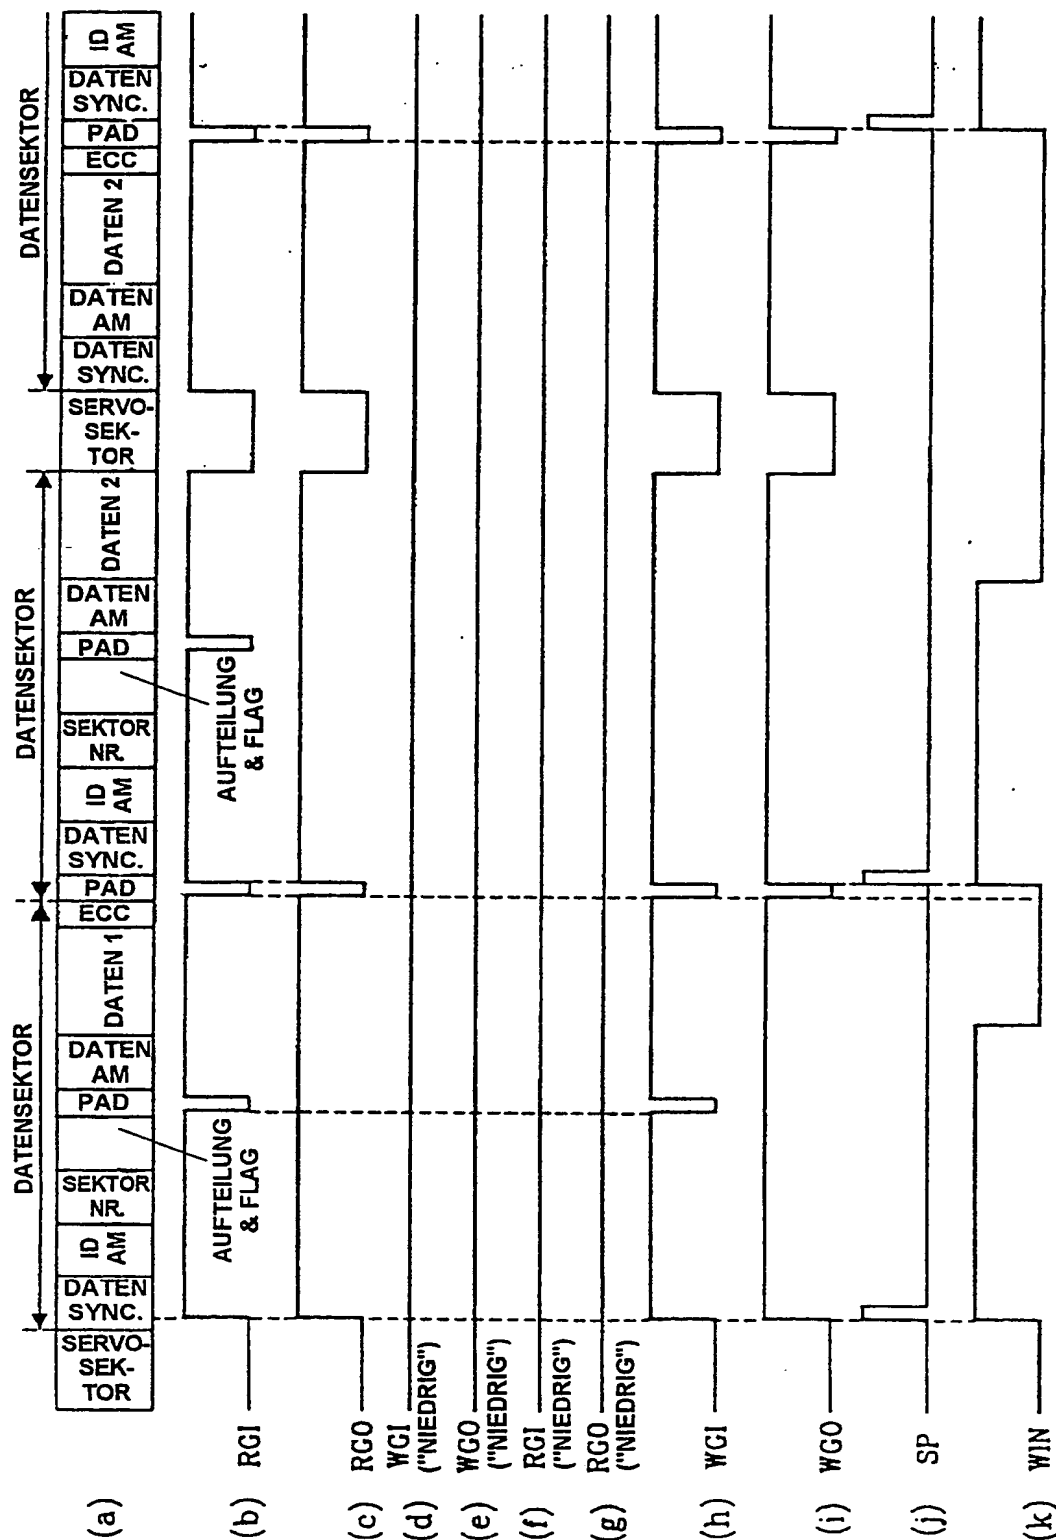 DATENSEKTOR
DATENSEKTOR
DATENSEKTOR
(a)
SERVO-
SEK-
TOR
DATEN
SYNC.
ID
AM
SEKTOR
NR.
PAD
DATEN
AM
DATEN 1
ECC
PAD
DATEN
SYNC.
ID
AM
SEKTOR
NR.
PAD
DATEN
AM
DATEN 2
SERVO-
SEK-
TOR
DATEN
SYNC.
DATEN
AM
DATEN 2
ECC
PAD
DATEN
SYNC.
ID
AM
(b)
RGI
AUFTEILUNG
& FLAG
AUFTEILUNG
& FLAG
(c)
RGO
(d)
WGI
("NIEDRIG")
(e)
WGO
("NIEDRIG")
(f)
RGI
("NIEDRIG")
(g)
RGO
("NIEDRIG")
(h)
WGI
(i)
WGO
(j)
SP
(k)
WIN